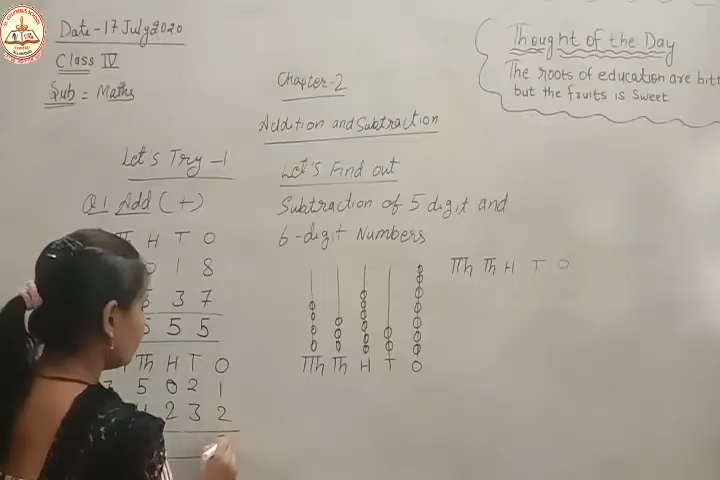 Date-17 July 2020
Class IV
Sub = Maths
Thought of the Day
The roots of education are bitt
but the fruits is sweet
Chapter-2
Addition and Subtraction
Let's Try-1
Q1 Add (+)
H T O
0 1 8
3 7
5 5 5
Th H T O
5 0 2 1
2 3 2
Let's Find out
Subtraction of 5 digit and
6-digit Numbers
TTh Th H T O
TTh Th H T O